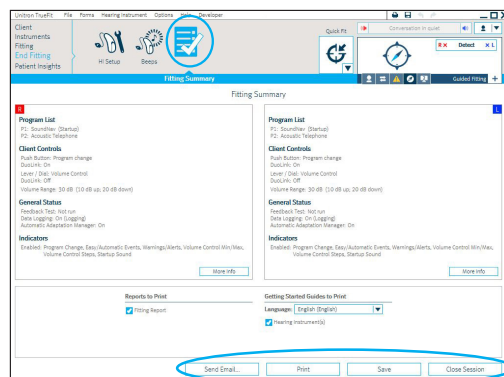 Unitron TrueFit File Forms Hearing Instrument Options Help Developer
Client
Instruments
Fitting
End Fitting
Patient Insights
HI Setup
Beeps
Fitting Summary
Quick Fit
Conversation in quiet
R X Detect X L
Guided Fitting +
Fitting Summary
R
Program List
P1: SoundNav (Startup)
P2: Acoustic Telephone
Client Controls
Push Button: Program change
DuoLink: On
Lever / Dial: Volume Control
DuoLink: Off
Volume Range: 30 dB (10 dB up; 20 dB down)
General Status
Feedback Test: Not run
Data Logging: On (Logging)
Automatic Adaptation Manager: On
Indicators
Enabled: Program Change, Easy/Automatic Events, Warnings/Alerts, Volume Control Min/Max,
Volume Control Steps, Startup Sound
More Info
L
Program List
P1: SoundNav (Startup)
P2: Acoustic Telephone
Client Controls
Push Button: Program change
DuoLink: On
Lever / Dial: Volume Control
DuoLink: Off
Volume Range: 30 dB (10 dB up; 20 dB down)
General Status
Feedback Test: Not run
Data Logging: On (Logging)
Automatic Adaptation Manager: On
Indicators
Enabled: Program Change, Easy/Automatic Events, Warnings/Alerts, Volume Control Min/Max,
Volume Control Steps, Startup Sound
More Info
Reports to Print
Fitting Report
Getting Started Guides to Print
Language: English (English)
Hearing Instrument(s)
Send Email...
Print
Save
Close Session